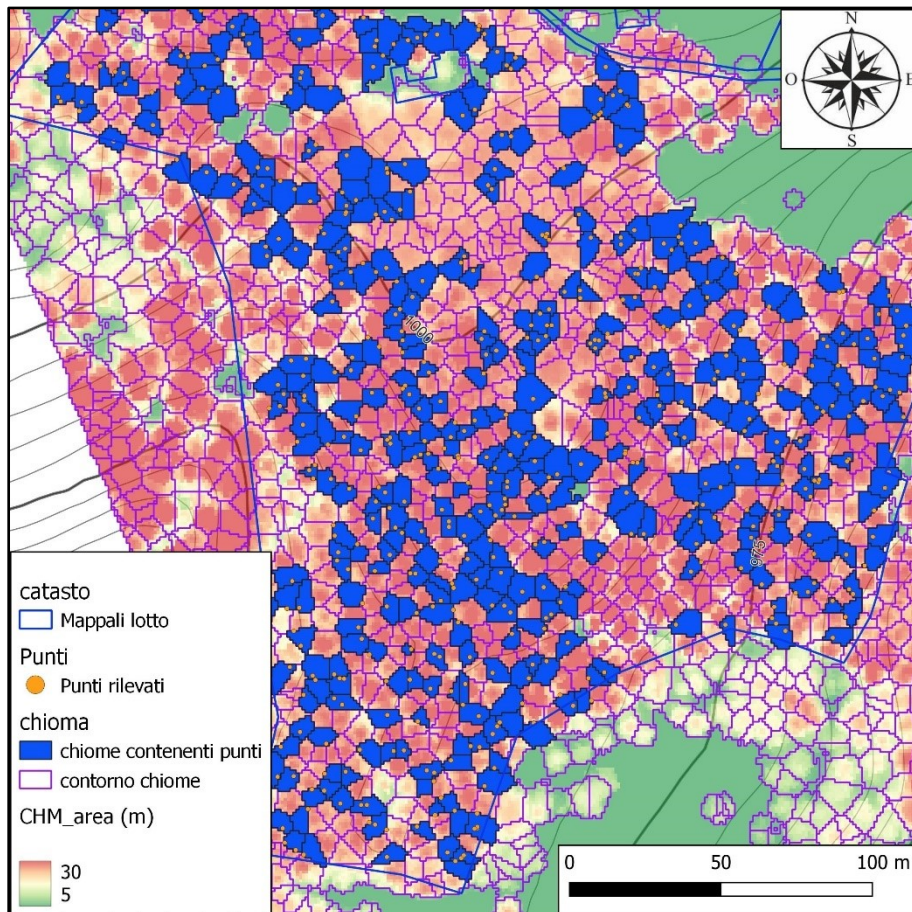 N
O
E
S
1000
975
catasto
Mappali lotto
Punti
Punti rilevati
chioma
chiome contenenti punti
contorno chiome
CHM_area (m)
30
5
0 50 100 m